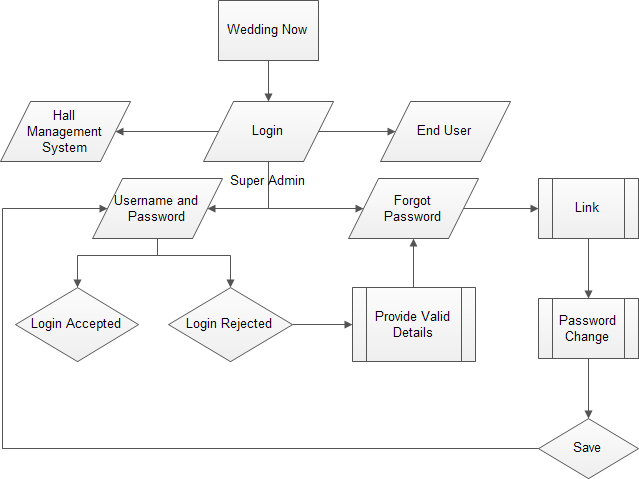 Wedding Now
Hall
Management
System
Login
End User
Super Admin
Username and
Password
Forgot
Password
Link
Login Accepted
Login Rejected
Provide Valid
Details
Password
Change
Save